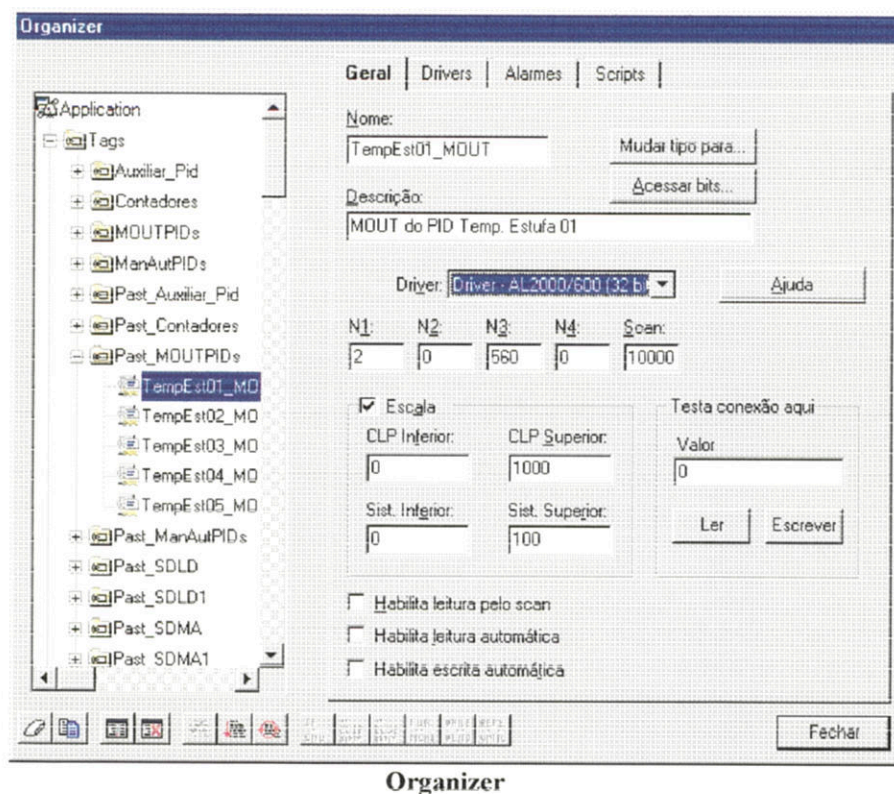 Organizer
Application
Tags
Auxiliar_Pid
Contadores
MOUTPIDs
ManAutPIDs
Past_Auxiliar_Pid
Past_Contadores
Past_MOUTPIDs
TempEst01_MO
TempEst02_MO
TempEst03_MO
TempEst04_MO
TempEst05_MO
Past_ManAutPIDs
Past_SDLD
Past_SDLD1
Past_SDMA
Past_SDMA1
Geral Drivers Alarmes Scripts
Nome:
TempEst01_MOUT
Mudar tipo para...
Acessar bits...
Descrição:
MOUT do PID Temp. Estufa 01
Driver: Driver - AL2000/600 (32 bi
Ajuda
N1: N2: N3: N4: Scan:
2 0 560 0 10000
Escala
CLP Inferior: CLP Superior:
0 1000
Sist. Inferior: Sist. Superior:
0 100
Testa conexão aqui
Valor
0
Ler Escrever
Habilita leitura pelo scan
Habilita leitura automática
Habilita escrita automática
Fechar
Organizer